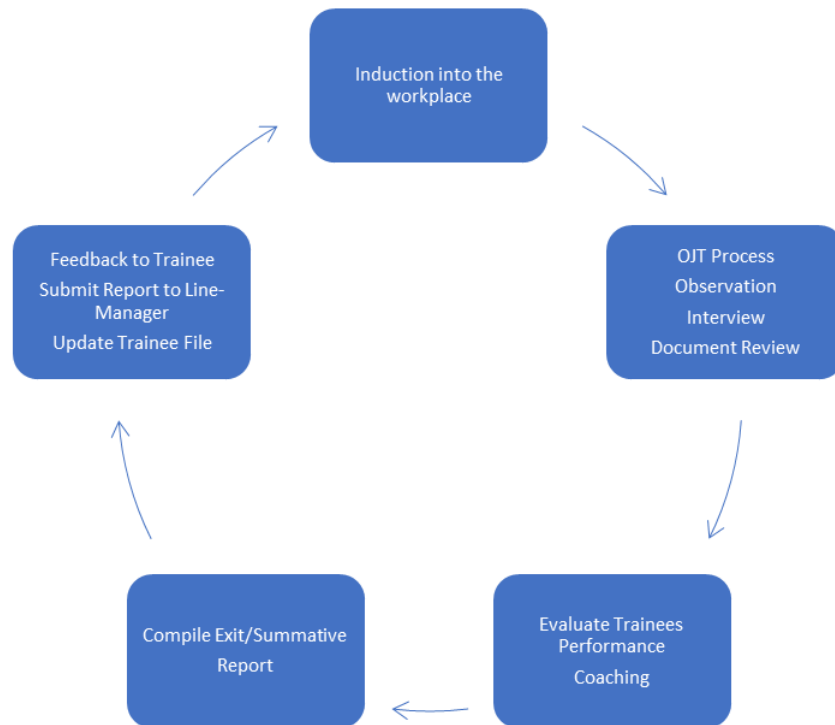 Induction into the
workplace
OJT Process
Observation
Interview
Document Review
Evaluate Trainees
Performance
Coaching
Compile Exit/Summative
Report
Feedback to Trainee
Submit Report to Line-
Manager
Update Trainee File